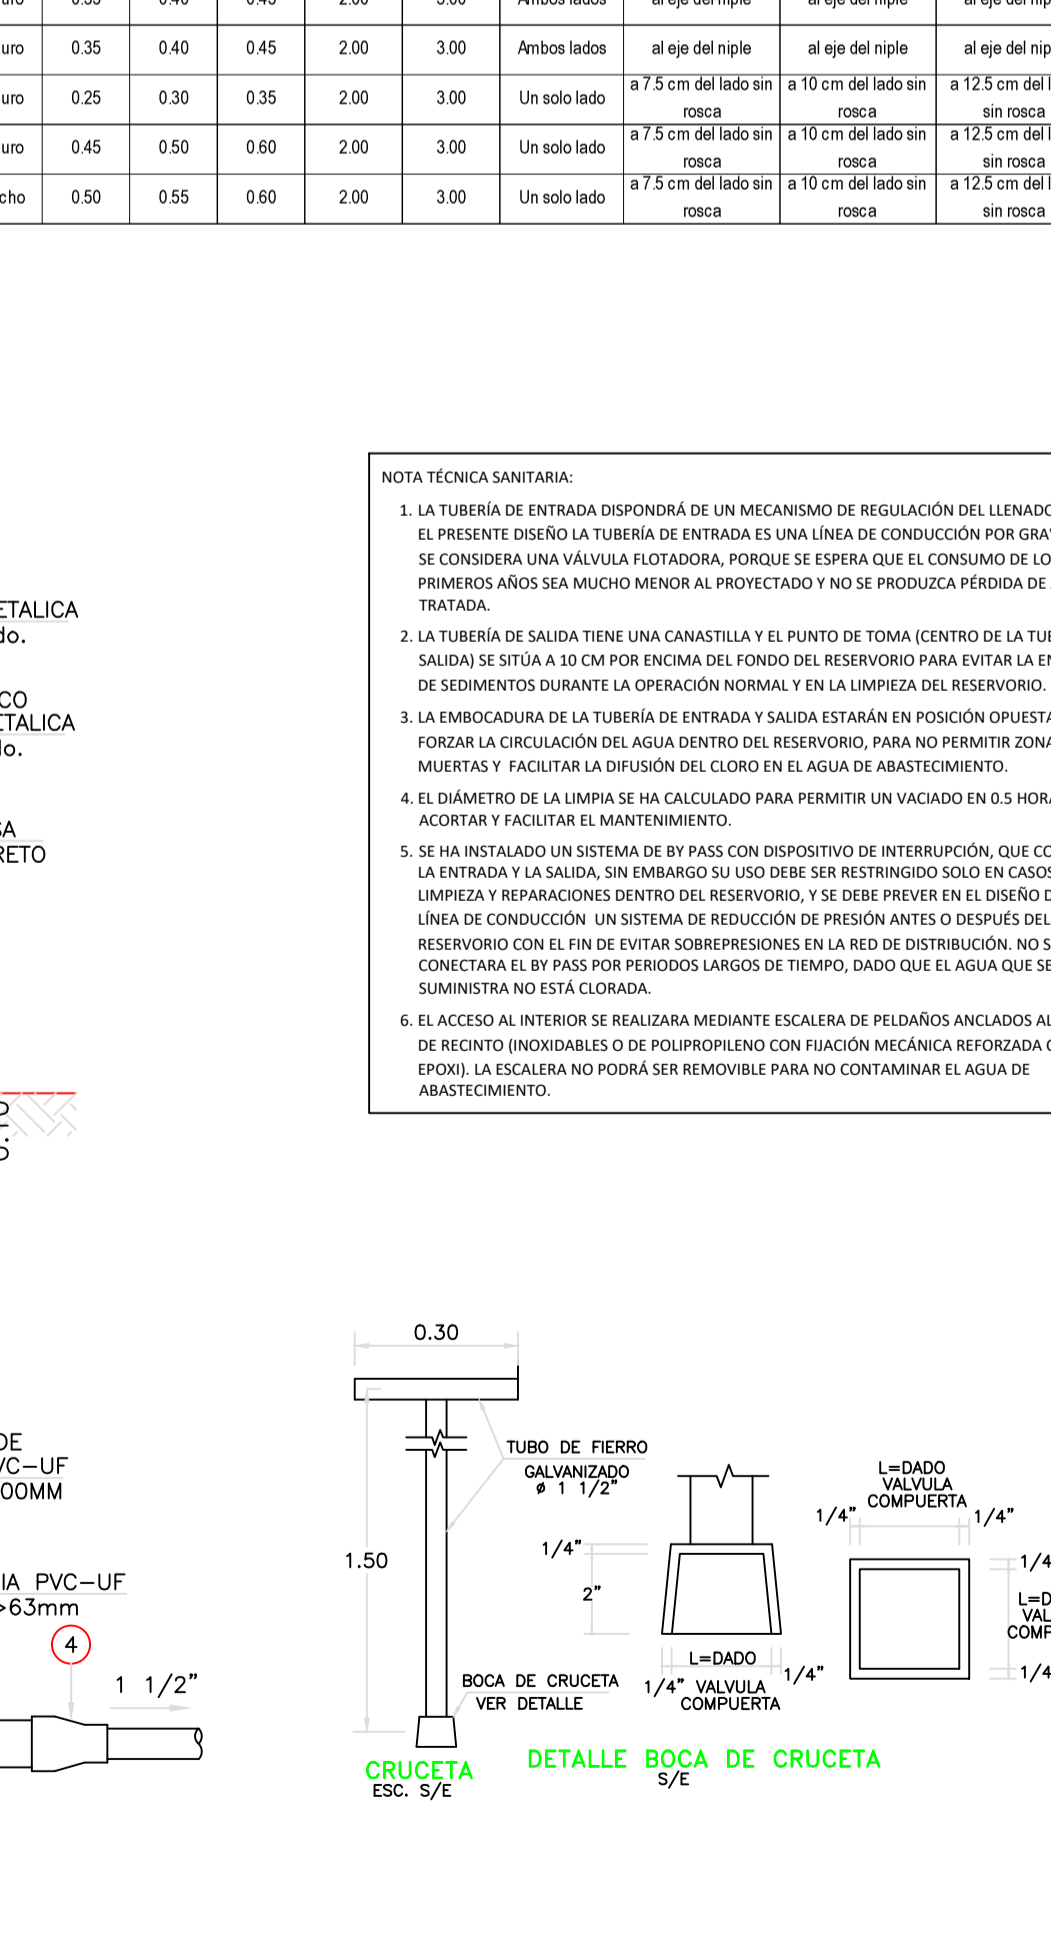 uro 0.35 0.40 0.45 2.00 3.00 Ambos lados al eje del niple al eje del niple al eje del nip
uro 0.25 0.30 0.35 2.00 3.00 Un solo lado a 7.5 cm del lado sin rosca a 10 cm del lado sin rosca a 12.5 cm del l sin rosca
uro 0.45 0.50 0.60 2.00 3.00 Un solo lado a 7.5 cm del lado sin rosca a 10 cm del lado sin rosca a 12.5 cm del l sin rosca
cho 0.50 0.55 0.60 2.00 3.00 Un solo lado a 7.5 cm del lado sin rosca a 10 cm del lado sin rosca a 12.5 cm del l sin rosca
NOTA TÉCNICA SANITARIA:
1. LA TUBERÍA DE ENTRADA DISPONDRÁ DE UN MECANISMO DE REGULACIÓN DEL LLENADO
EL PRESENTE DISEÑO LA TUBERÍA DE ENTRADA ES UNA LÍNEA DE CONDUCCIÓN POR GRA
SE CONSIDERA UNA VÁLVULA FLOTADORA, PORQUE SE ESPERA QUE EL CONSUMO DE LO
PRIMEROS AÑOS SEA MUCHO MENOR AL PROYECTADO Y NO SE PRODUZCA PÉRDIDA DE
TRATADA.
2. LA TUBERÍA DE SALIDA TIENE UNA CANASTILLA Y EL PUNTO DE TOMA (CENTRO DE LA TU
SALIDA) SE SITÚA A 10 CM POR ENCIMA DEL FONDO DEL RESERVORIO PARA EVITAR LA EN
DE SEDIMENTOS DURANTE LA OPERACIÓN NORMAL Y EN LA LIMPIEZA DEL RESERVORIO.
3. LA EMBOCADURA DE LA TUBERÍA DE ENTRADA Y SALIDA ESTARÁN EN POSICIÓN OPUESTA
FORZAR LA CIRCULACIÓN DEL AGUA DENTRO DEL RESERVORIO, PARA NO PERMITIR ZONA
MUERTAS Y FACILITAR LA DIFUSIÓN DEL CLORO EN EL AGUA DE ABASTECIMIENTO.
4. EL DIÁMETRO DE LA LIMPIA SE HA CALCULADO PARA PERMITIR UN VACIADO EN 0.5 HORA
ACORTAR Y FACILITAR EL MANTENIMIENTO.
5. SE HA INSTALADO UN SISTEMA DE BY PASS CON DISPOSITIVO DE INTERRUPCIÓN, QUE CO
LA ENTRADA Y LA SALIDA, SIN EMBARGO SU USO DEBE SER RESTRINGIDO SOLO EN CASOS
LIMPIEZA Y REPARACIONES DENTRO DEL RESERVORIO, Y SE DEBE PREVER EN EL DISEÑO D
LÍNEA DE CONDUCCIÓN UN SISTEMA DE REDUCCIÓN DE PRESIÓN ANTES O DESPUÉS DEL
RESERVORIO CON EL FIN DE EVITAR SOBREPRESIONES EN LA RED DE DISTRIBUCIÓN. NO S
CONECTARA EL BY PASS POR PERIODOS LARGOS DE TIEMPO, DADO QUE EL AGUA QUE SE
SUMINISTRA NO ESTÁ CLORADA.
6. EL ACCESO AL INTERIOR SE REALIZARA MEDIANTE ESCALERA DE PELDAÑOS ANCLADOS AL
DE RECINTO (INOXIDABLES O DE POLIPROPILENO CON FIJACIÓN MECÁNICA REFORZADA
EPOXI). LA ESCALERA NO PODRÁ SER REMOVIBLE PARA NO CONTAMINAR EL AGUA DE
ABASTECIMIENTO.
ETALICA
do.
CO
ETALICA
lo.
SA
RETO
DE
VC-UF
00MM
IA PVC-UF
>63mm
4
1 1/2"
0.30
1.50
TUBO DE FIERRO
GALVANIZADO
ø 1 1/2"
BOCA DE CRUCETA
VER DETALLE
CRUCETA
ESC. S/E
1/4"
2"
L=DADO
1/4" VALVULA 1/4"
COMPUERTA
L=DADO
VALVULA
COMPUERTA
1/4" 1/4"
1/4
L=D
VAL
COMP
1/4
DETALLE BOCA DE CRUCETA
S/E